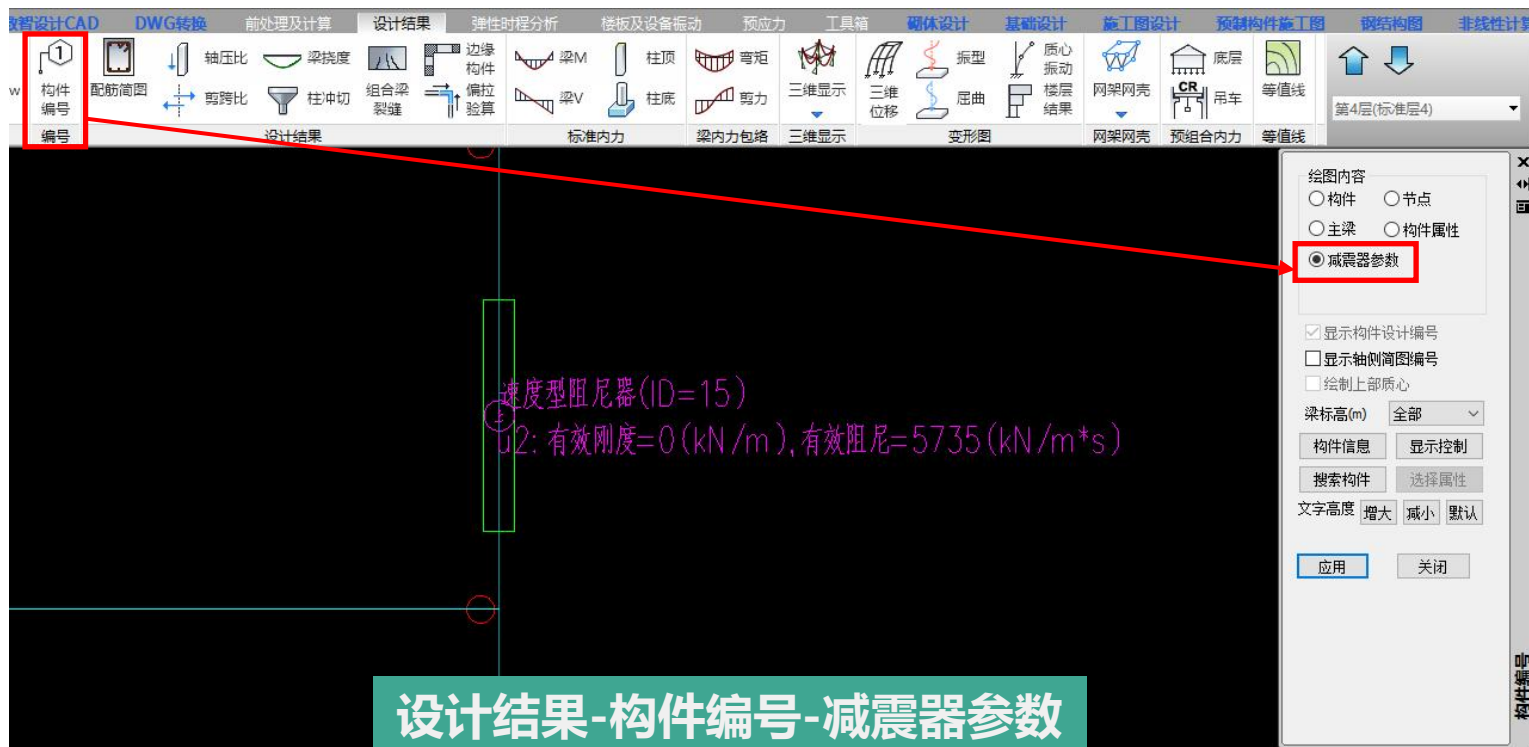 设计CAD DWG转换 前处理及计算 设计结果 弹性时程分析 楼板及设备振动 预应力 工具箱 砌体设计 基础设计 施工图设计 预制构件施工图 钢结构图 非线性计算
1 轴压比 梁挠度 边缘构件 梁M 柱顶 弯矩 振型 质心振动 底层
w 构件编号 配筋简图 剪跨比 柱冲切 组合梁裂缝 偏拉验算 梁V 柱底 剪力 三维显示 三维位移 屈曲 楼层结果 网架网壳 CR 吊车 等值线 第4层(标准层4)
编号 设计结果 标准内力 梁内力包络 三维显示 变形图 网架网壳 预组合内力 等值线
绘图内容
构件 节点
主梁 构件属性
减震器参数
显示构件设计编号
显示轴侧简图编号
绘制上部质心
梁标高(m) 全部
构件信息 显示控制
搜索构件 选择属性
文字高度 增大 减小 默认
应用 关闭
构件编号
速度型阻尼器(ID=15)
u2:有效刚度=0(kN/m),有效阻尼=5735(kN/m*s)
设计结果-构件编号-减震器参数